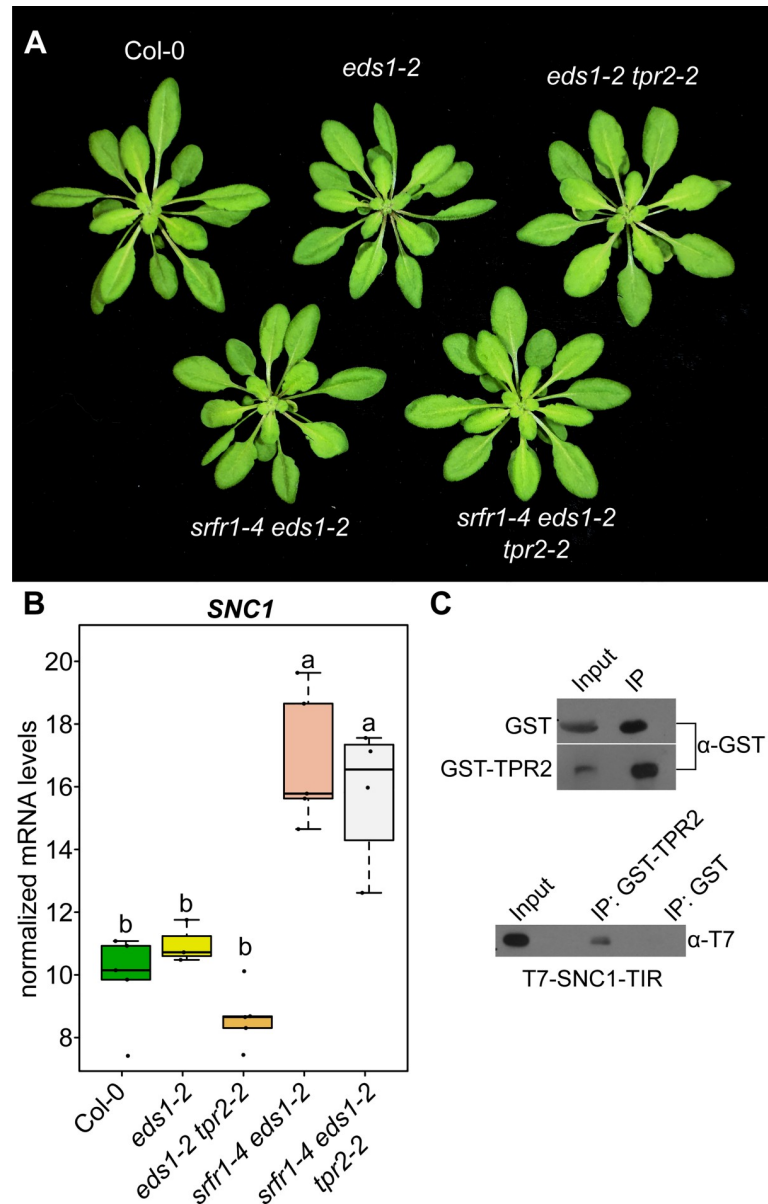 A
Col-0
eds1-2
eds1-2 tpr2-2
srfr1-4 eds1-2
srfr1-4 eds1-2
tpr2-2
B
SNC1
normalized mRNA levels
20
18
16
14
12
10
8
b
b
b
a
a
Col-0
eds1-2
eds1-2 tpr2-2
srfr1-4 eds1-2
srfr1-4 eds1-2
tpr2-2
C
Input
IP
GST
GST-TPR2
α-GST
Input
IP: GST-TPR2
IP: GST
α-T7
T7-SNC1-TIR